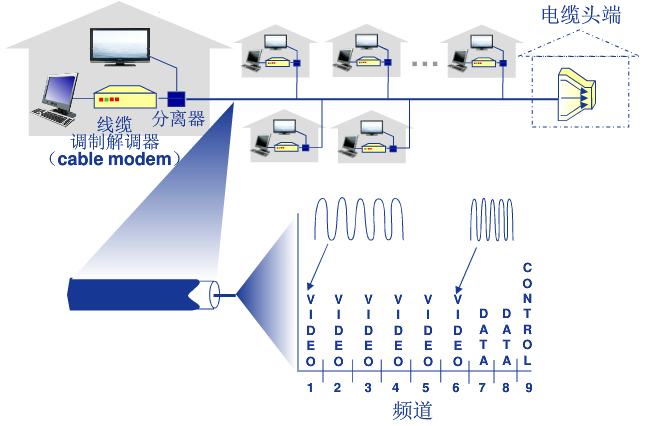 电缆头端
线缆
调制解调器
（cable modem）
分离器
VIDEO
VIDEO
VIDEO
VIDEO
VIDEO
VIDEO
DATA
DATA
CONTROL
1 2 3 4 5 6 7 8 9
频道